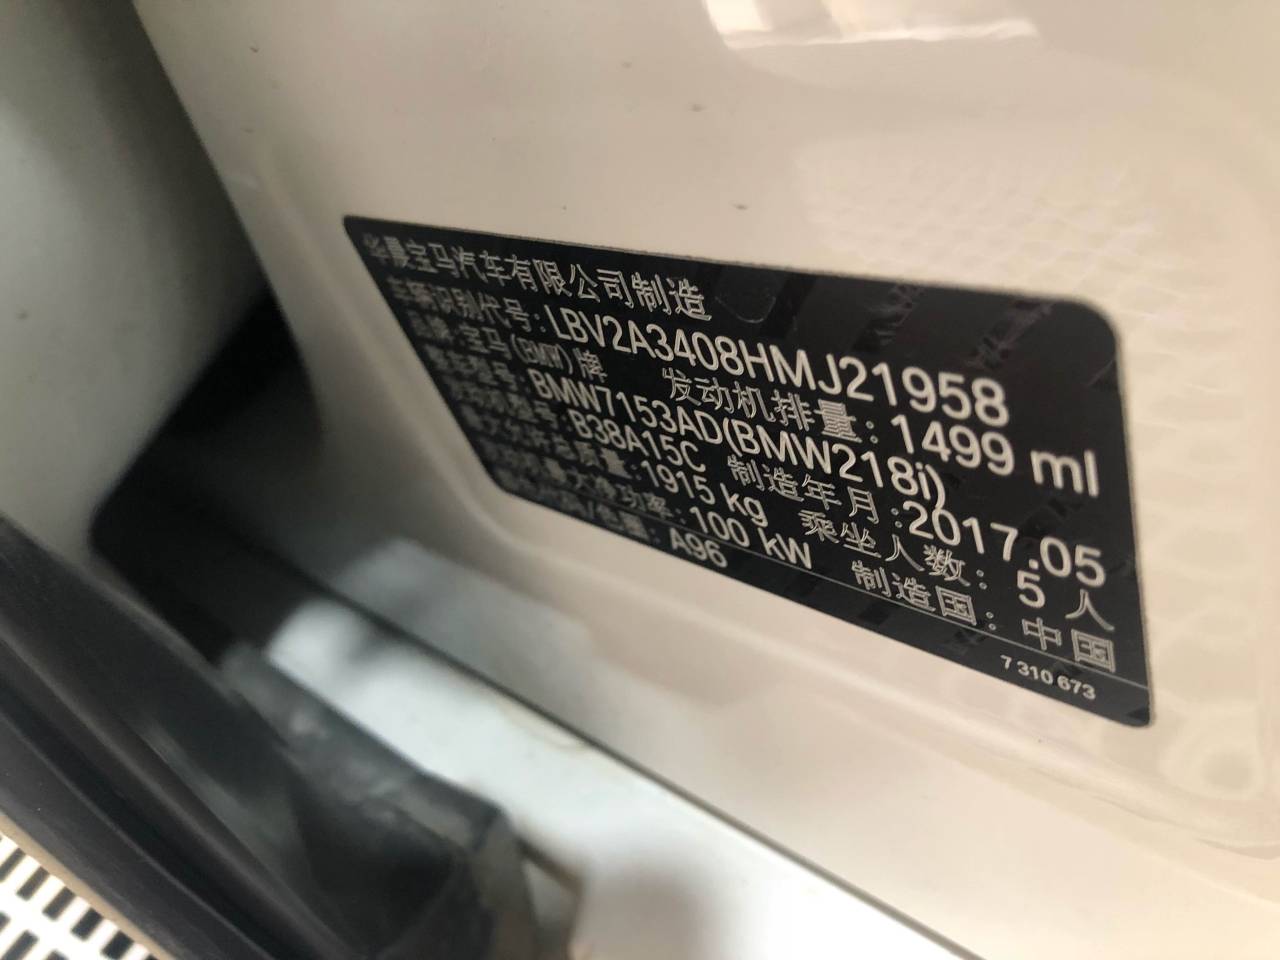 华晨宝马汽车有限公司制造
车辆识别代号: LBV2A3408HMJ21958
品牌: 宝马(BMW)牌 发动机排量: 1499 ml
整车型号: BMW7153AD(BMW218i)
发动机型号: B38A15C 制造年月: 2017.05
最大允许总质量: 1915 kg 乘坐人数: 5 人
发动机最大净功率: 100 kW 制造国: 中国
/色量: A96
7 310 673